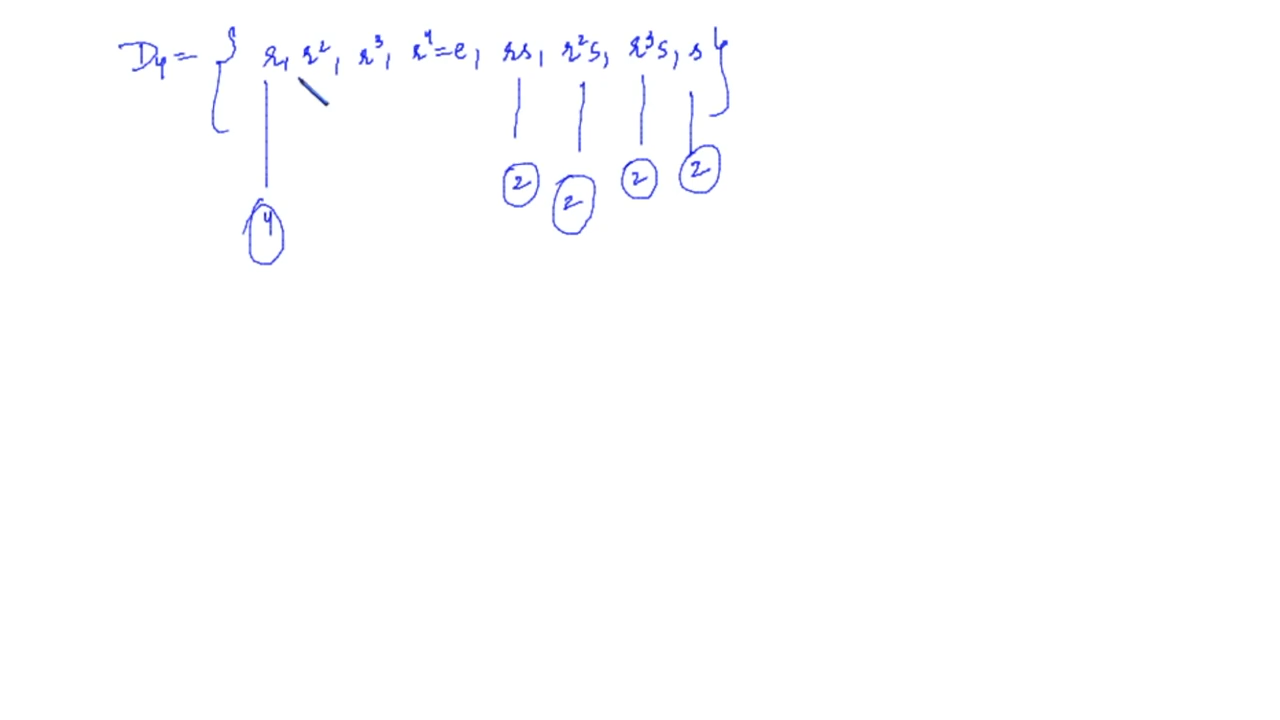 D₄ = { r, r², r³, r⁴=e, rs, r²s, r³s, s }
2 2 2 2
4